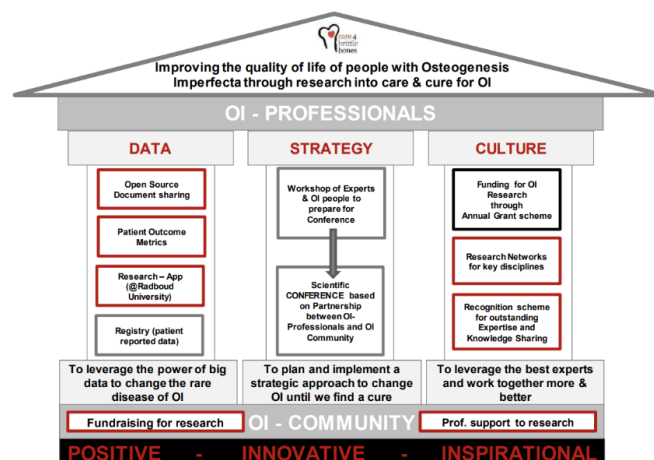 care4
brittle
bones
Improving the quality of life of people with Osteogenesis
Imperfecta through research into care & cure for OI
OI - PROFESSIONALS
DATA
Open Source
Document sharing
Patient Outcome
Metrics
Research – App
(@Radboud
University)
Registry (patient
reported data)
To leverage the power of big
data to change the rare
disease of OI
STRATEGY
Workshop of Experts
& OI people to
prepare for
Conference
Scientific
CONFERENCE based
on Partnership
between OI-
Professionals and OI
Community
To plan and implement a
strategic approach to change
OI until we find a cure
CULTURE
Funding for OI
Research
through
Annual Grant scheme
Research Networks
for key disciplines
Recognition scheme
for outstanding
Expertise and
Knowledge Sharing
To leverage the best experts
and work together more &
better
Fundraising for research
OI - COMMUNITY
Prof. support to research
POSITIVE - INNOVATIVE - INSPIRATIONAL